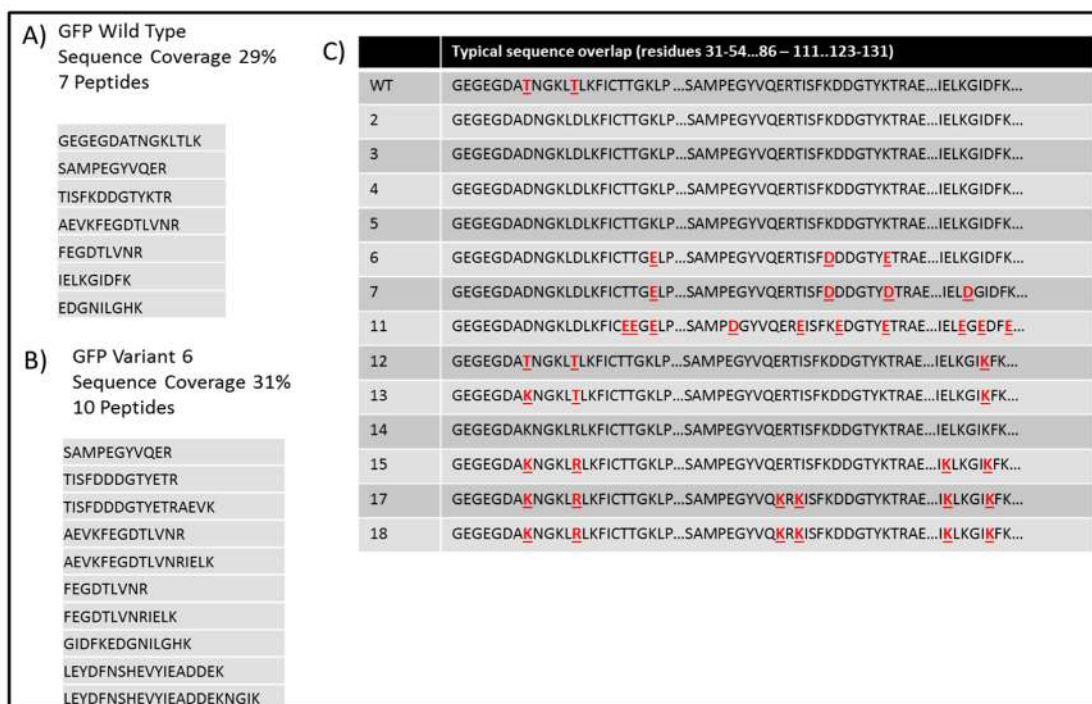 A) GFP Wild Type
Sequence Coverage 29%
7 Peptides
GEGEGDATNGKLTLK
SAMPEGYVQER
TISFKDDGTYKTR
AEVKFEGDTLVNR
FEGDTLVNR
IELKGIDFK
EDGNILGHK
B) GFP Variant 6
Sequence Coverage 31%
10 Peptides
SAMPEGYVQER
TISFDDDGTYETR
TISFDDDGTYETRAEVK
AEVKFEGDTLVNR
AEVKFEGDTLVNRIELK
FEGDTLVNR
FEGDTLVNRIELK
GIDFKEDGNILGHK
LEYDFNSHEVYIEADDEK
LEYDFNSHEVYIEADDEKNGIK
C)
Typical sequence overlap (residues 31-54...86 – 111..123-131)
WT GEGEGDATNGKLTLKFICTTGKLP...SAMPEGYVQERTISFKDDGTYKTRAE...IELKGIDFK...
2 GEGEGDADNGKLDLKFICTTGKLP...SAMPEGYVQERTISFKDDGTYKTRAE...IELKGIDFK...
3 GEGEGDADNGKLDLKFICTTGKLP...SAMPEGYVQERTISFKDDGTYKTRAE...IELKGIDFK...
4 GEGEGDADNGKLDLKFICTTGKLP...SAMPEGYVQERTISFKDDGTYKTRAE...IELKGIDFK...
5 GEGEGDADNGKLDLKFICTTGKLP...SAMPEGYVQERTISFKDDGTYKTRAE...IELKGIDFK...
6 GEGEGDADNGKLDLKFICTTGELP...SAMPEGYVQERTISFDDDGTYETRAE...IELKGIDFK...
7 GEGEGDADNGKLDLKFICTTGELP...SAMPEGYVQERTISFDDDGTYDTRAE...IELDGIDFK...
11 GEGEGDADNGKLDLKFICEEGELP...SAMPDGYVQEREISFKEDGTYETRAE...IELEGEDFE...
12 GEGEGDATNGKLTLKFICTTGKLP...SAMPEGYVQERTISFKDDGTYKTRAE...IELKGIKFK...
13 GEGEGDAKNGKLTLKFICTTGKLP...SAMPEGYVQERTISFKDDGTYKTRAE...IELKGIKFK...
14 GEGEGDAKNGKLRLKFICTTGKLP...SAMPEGYVQERTISFKDDGTYKTRAE...IELKGIKFK...
15 GEGEGDAKNGKLRLKFICTTGKLP...SAMPEGYVQERTISFKDDGTYKTRAE...IKLKGIKFK...
17 GEGEGDAKNGKLRLKFICTTGKLP...SAMPEGYVQKRKISFKDDGTYKTRAE...IKLKGIKFK...
18 GEGEGDAKNGKLRLKFICTTGKLP...SAMPEGYVQKRKISFKDDGTYKTRAE...IKLKGIKFK...